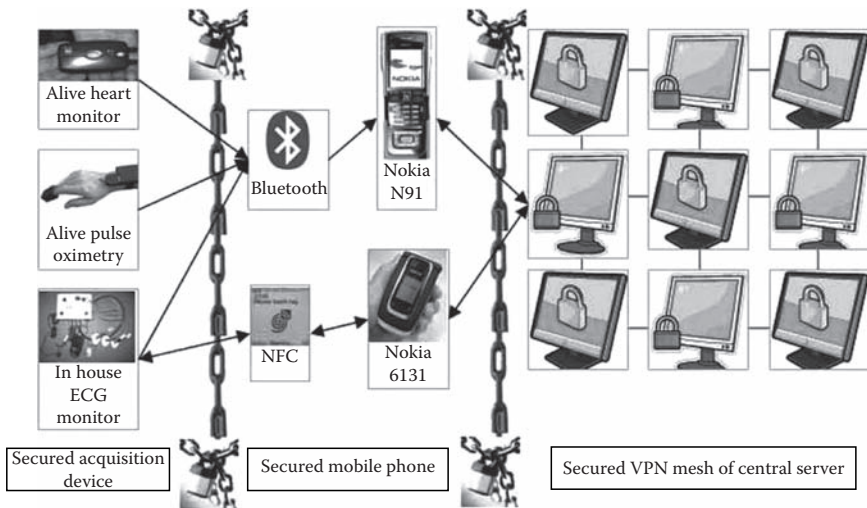 Alive heart
monitor
Alive pulse
oximetry
In house
ECG
monitor
Bluetooth
NFC
NOKIA
Nokia
N91
Nokia
6131
Secured acquisition
device
Secured mobile phone
Secured VPN mesh of central server